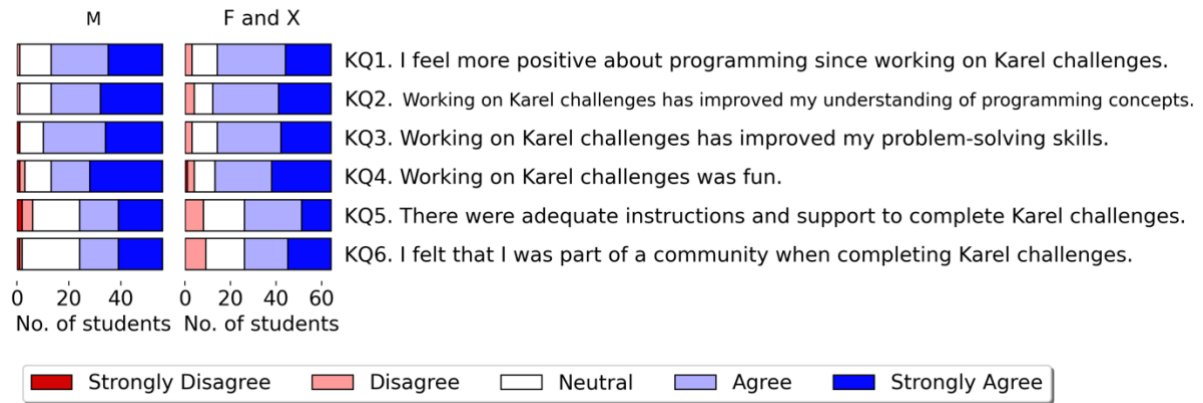 M F and X
KQ1. I feel more positive about programming since working on Karel challenges.
KQ2. Working on Karel challenges has improved my understanding of programming concepts.
KQ3. Working on Karel challenges has improved my problem-solving skills.
KQ4. Working on Karel challenges was fun.
KQ5. There were adequate instructions and support to complete Karel challenges.
KQ6. I felt that I was part of a community when completing Karel challenges.
0 20 40 0 20 40 60
No. of students No. of students
Strongly Disagree Disagree Neutral Agree Strongly Agree